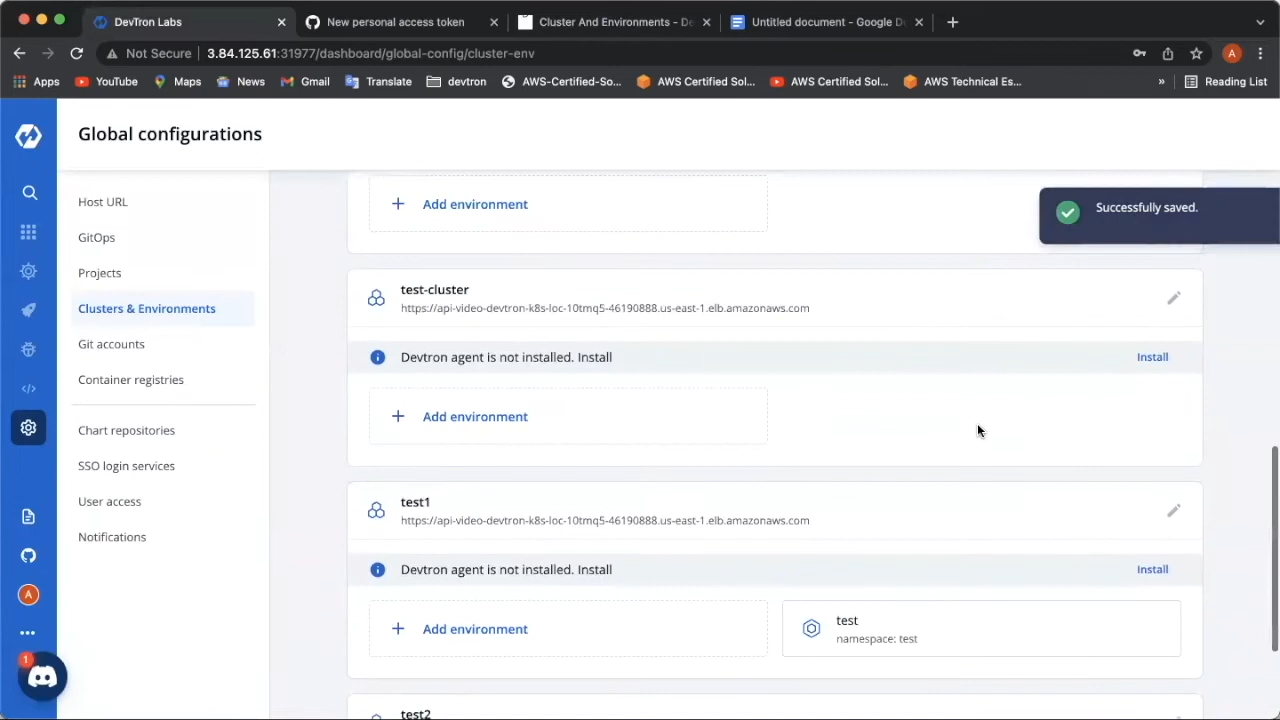 DevTron Labs
New personal access token
Cluster And Environments - De
Untitled document - Google Do
Not Secure
3.84.125.61:31977/dashboard/global-config/cluster-env
A
Apps
YouTube
Maps
News
Gmail
Translate
devtron
AWS-Certified-So...
AWS Certified Sol...
AWS Certified Sol...
AWS Technical Es...
»
Reading List
Global configurations
Host URL
GitOps
Projects
Clusters & Environments
Git accounts
Container registries
Chart repositories
SSO login services
User access
Notifications
A
1
+ Add environment
Successfully saved.
test-cluster
https://api-video-devtron-k8s-loc-10tmq5-46190888.us-east-1.elb.amazonaws.com
Devtron agent is not installed. Install
Install
+ Add environment
test1
https://api-video-devtron-k8s-loc-10tmq5-46190888.us-east-1.elb.amazonaws.com
Devtron agent is not installed. Install
Install
+ Add environment
test
namespace: test
test2